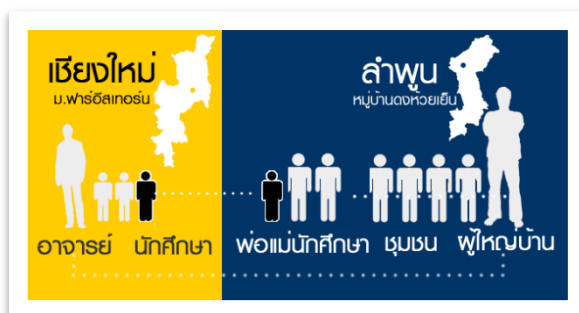 เชียงใหม่
ม.ฟาร์อีสเทอร์น
ลำพูน
หมู่บ้านดงห้วยเย็น
อาจารย์ นักศึกษา พ่อแม่นักศึกษา ชุมชน ผู้ใหญ่บ้าน